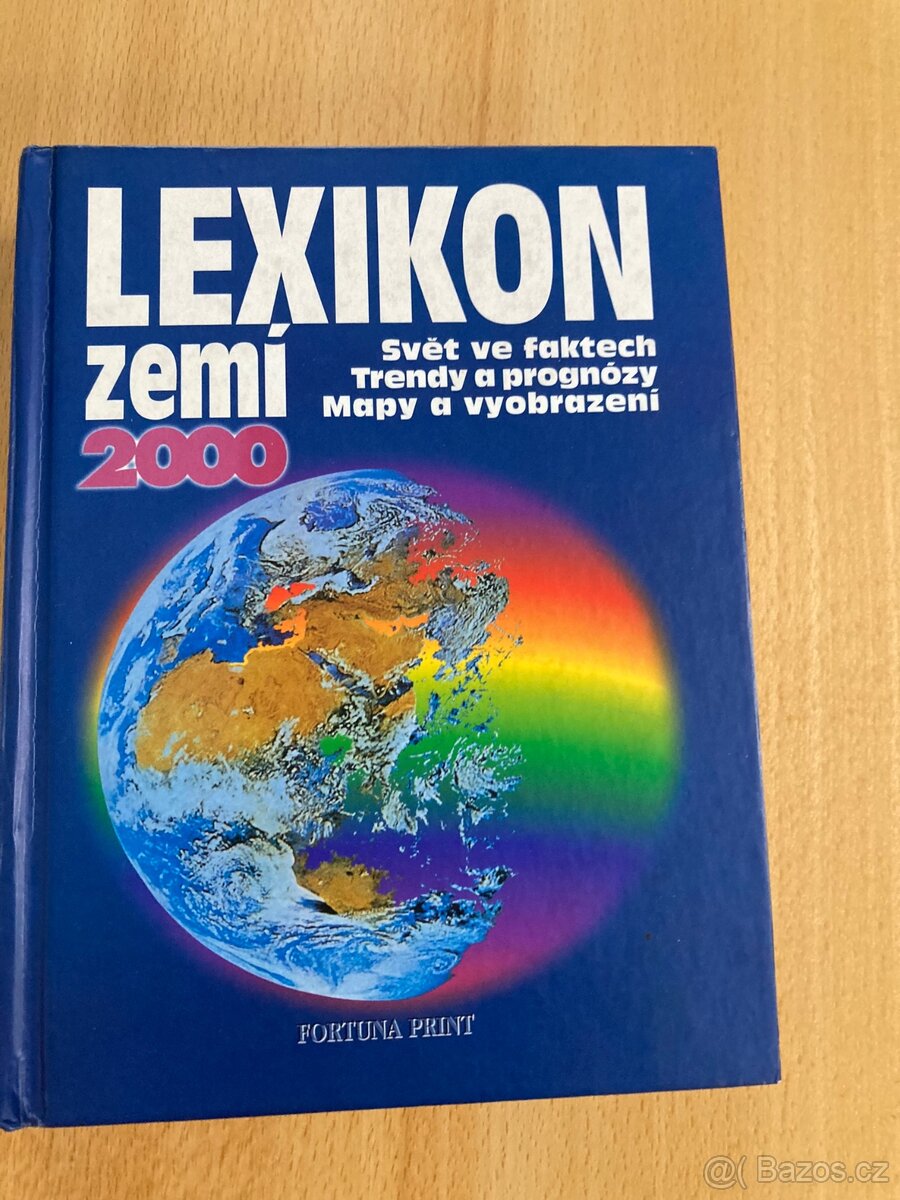 LEXIKON
zemí
2000
Svět ve faktech
Trendy a prognózy
Mapy a vyobrazení
FORTUNA PRINT
@( Bazos.cz